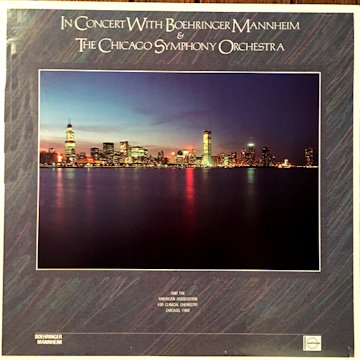 IN CONCERT WITH BOEHRINGER MANNHEIM
&
THE CHICAGO SYMPHONY ORCHESTRA
AND THE
AMERICAN ASSOCIATION
FOR CLINICAL CHEMISTRY
CHICAGO, 1986
BOEHRINGER
MANNHEIM